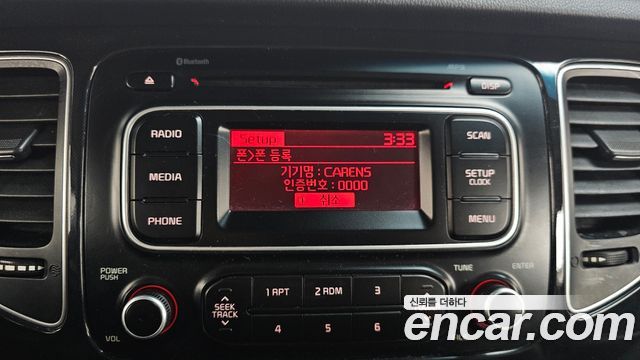 Bluetooth
MP3
DISP
RADIO
MEDIA
PHONE
Setup 3:33
폰>폰 등록
기기명 : CARENS
인증번호 : 0000
취소
SCAN
SETUP
CLOCK
MENU
POWER
PUSH
VOL
SEEK
TRACK
1 RPT
2 RDM
3
4
5
6
TUNE
ENTER
신뢰를 더하다
encar.com